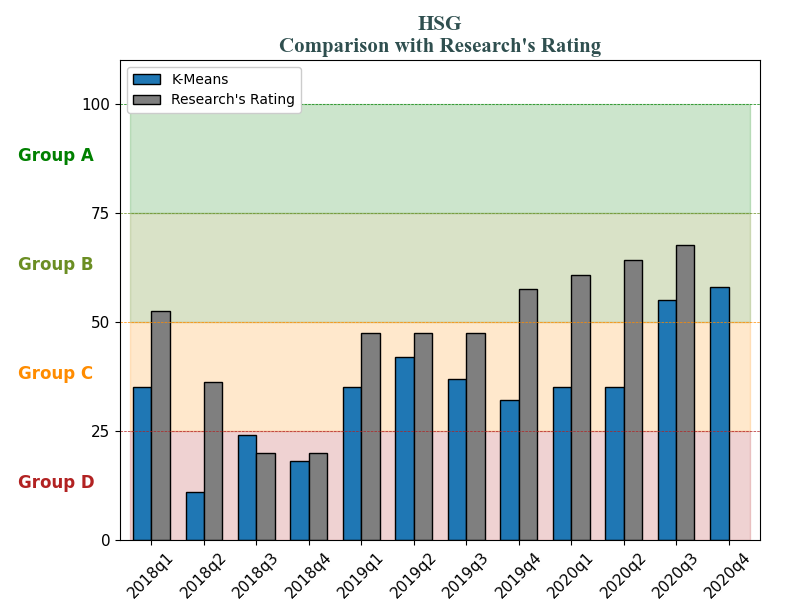 HSG
Comparison with Research's Rating
K-Means
Research's Rating
100
Group A
75
Group B
50
Group C
25
Group D
0
2018q1
2018q2
2018q3
2018q4
2019q1
2019q2
2019q3
2019q4
2020q1
2020q2
2020q3
2020q4